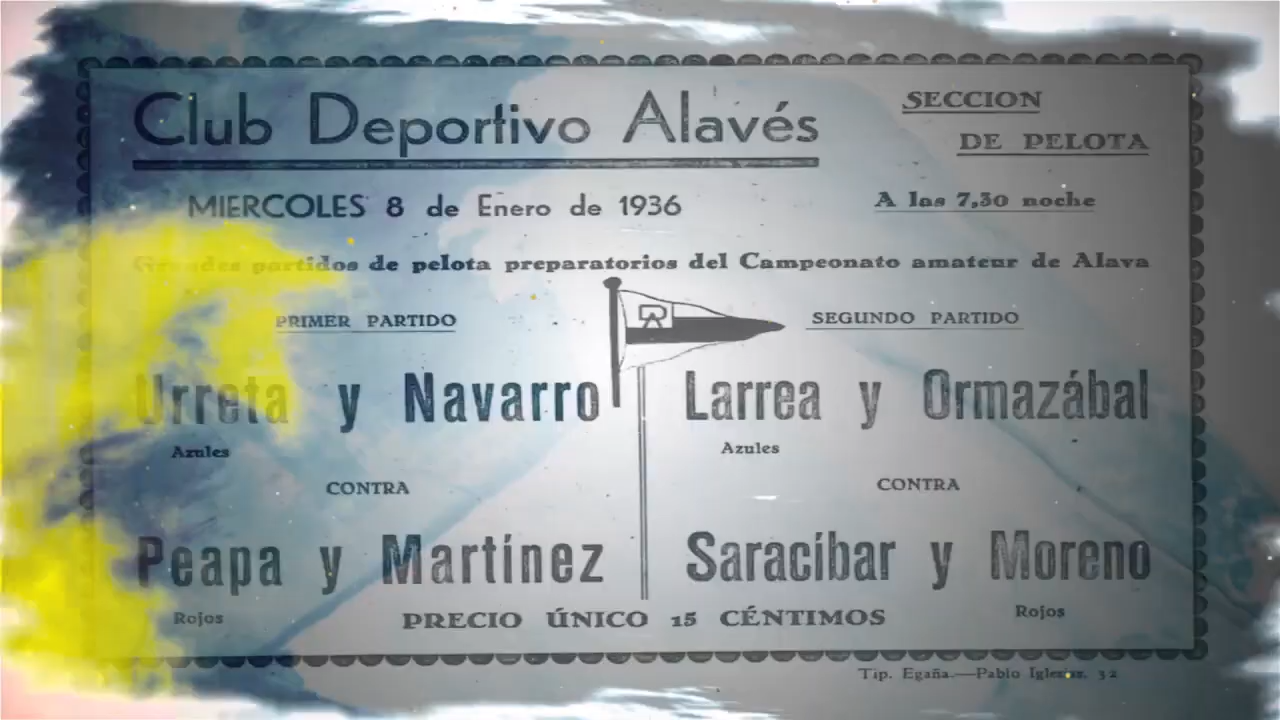 Club Deportivo Alavés
SECCION
DE PELOTA
MIERCOLES 8 de Enero de 1936
A las 7,30 noche
Grandes partidos de pelota preparatorios del Campeonato amateur de Alava
PRIMER PARTIDO
Urreta y Navarro
Azules
CONTRA
Peapa y Martínez
Rojos
SEGUNDO PARTIDO
Larrea y Ormazábal
Azules
CONTRA
Saracíbar y Moreno
Rojos
PRECIO ÚNICO 15 CÉNTIMOS
Tip. Egaña.—Pablo Iglesias, 32